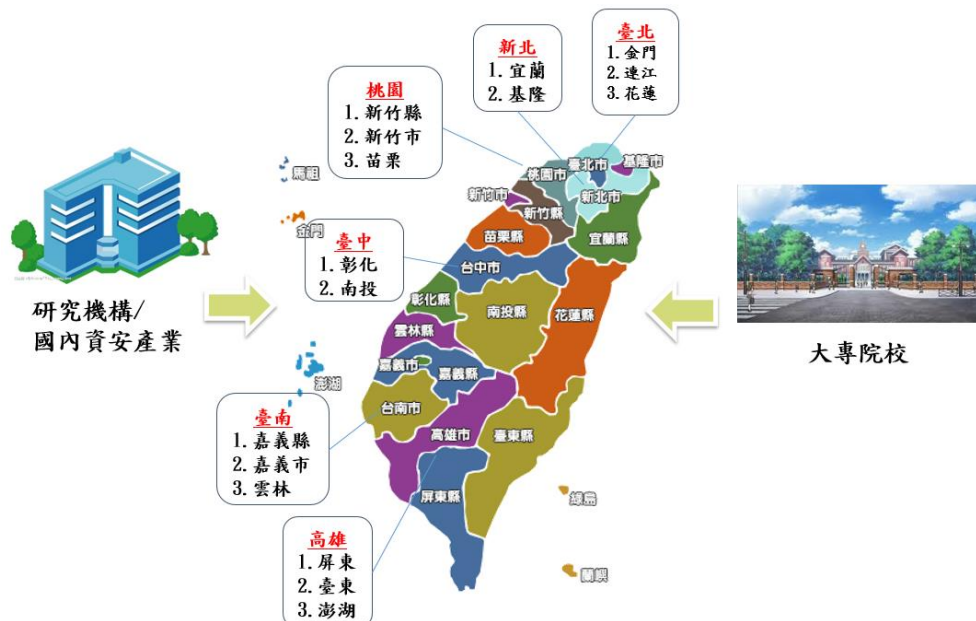 臺北
1. 金門
2. 連江
3. 花蓮
新北
1. 宜蘭
2. 基隆
桃園
1. 新竹縣
2. 新竹市
3. 苗栗
臺中
1. 彰化
2. 南投
臺南
1. 嘉義縣
2. 嘉義市
3. 雲林
高雄
1. 屏東
2. 臺東
3. 澎湖
研究機構/
國內資安產業
大專院校
馬祖
金門
澎湖
綠島
蘭嶼
臺北市
基隆市
桃園市
新北市
新竹市
新竹縣
宜蘭縣
苗栗縣
台中市
彰化縣
南投縣
花蓮縣
雲林縣
嘉義市
嘉義縣
台南市
高雄市
臺東縣
屏東縣